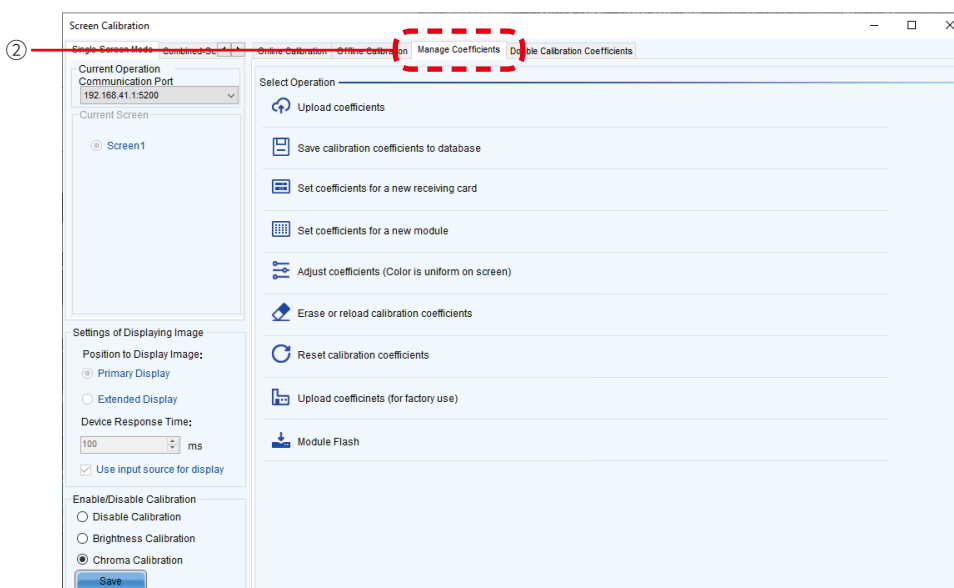 Screen Calibration
②
Single-Screen Mode Combined-Sc
Online Calibration Offline Calibration Manage Coefficients Double Calibration Coefficients
Current Operation
Communication Port
192.168.41.1:5200
Current Screen
Screen1
Select Operation
Upload coefficients
Save calibration coefficients to database
Set coefficients for a new receiving card
Set coefficients for a new module
Adjust coefficients (Color is uniform on screen)
Erase or reload calibration coefficients
Reset calibration coefficients
Upload coefficinets (for factory use)
Module Flash
Settings of Displaying Image
Position to Display Image:
Primary Display
Extended Display
Device Response Time:
100 ms
Use input source for display
Enable/Disable Calibration
Disable Calibration
Brightness Calibration
Chroma Calibration
Save